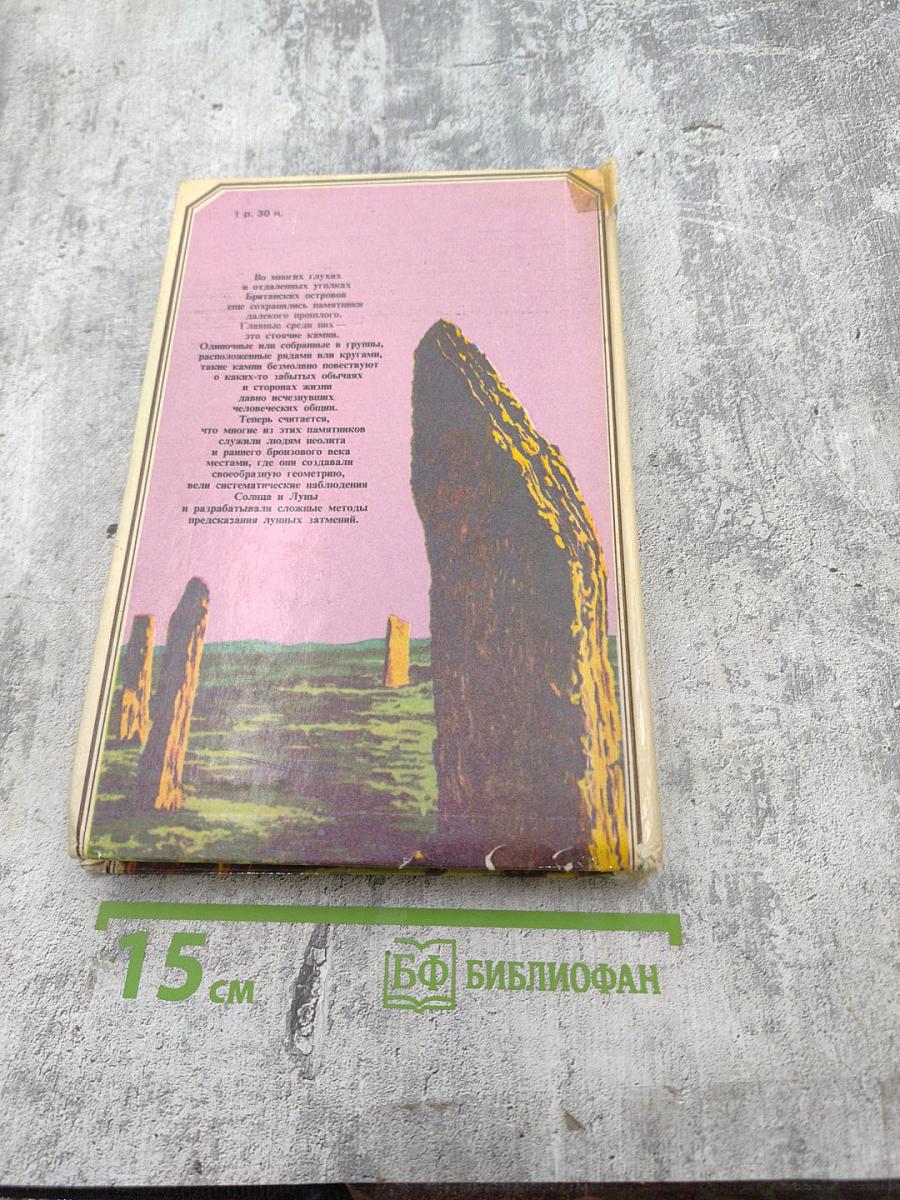 1 р. 30 к.
Во многих глухих
и отдаленных уголках
Британских островов
еще сохранились памятники
далекого прошлого.
Главные среди них —
это стоячие камни.
Одиночные или собранные в группы,
расположенные рядами или кругами,
такие камни безмолвно повествуют
о каких-то забытых обычаях
и сторонах жизни
давно исчезнувших
человеческих общин.
Теперь считается,
что многие из этих памятников
служили людям неолита
и раннего бронзового века
местами, где они создавали
своеобразную геометрию,
вели систематические наблюдения
Солнца и Луны
и разрабатывали сложные методы
предсказания лунных затмений.
15 см
БФ БИБЛИОФАН